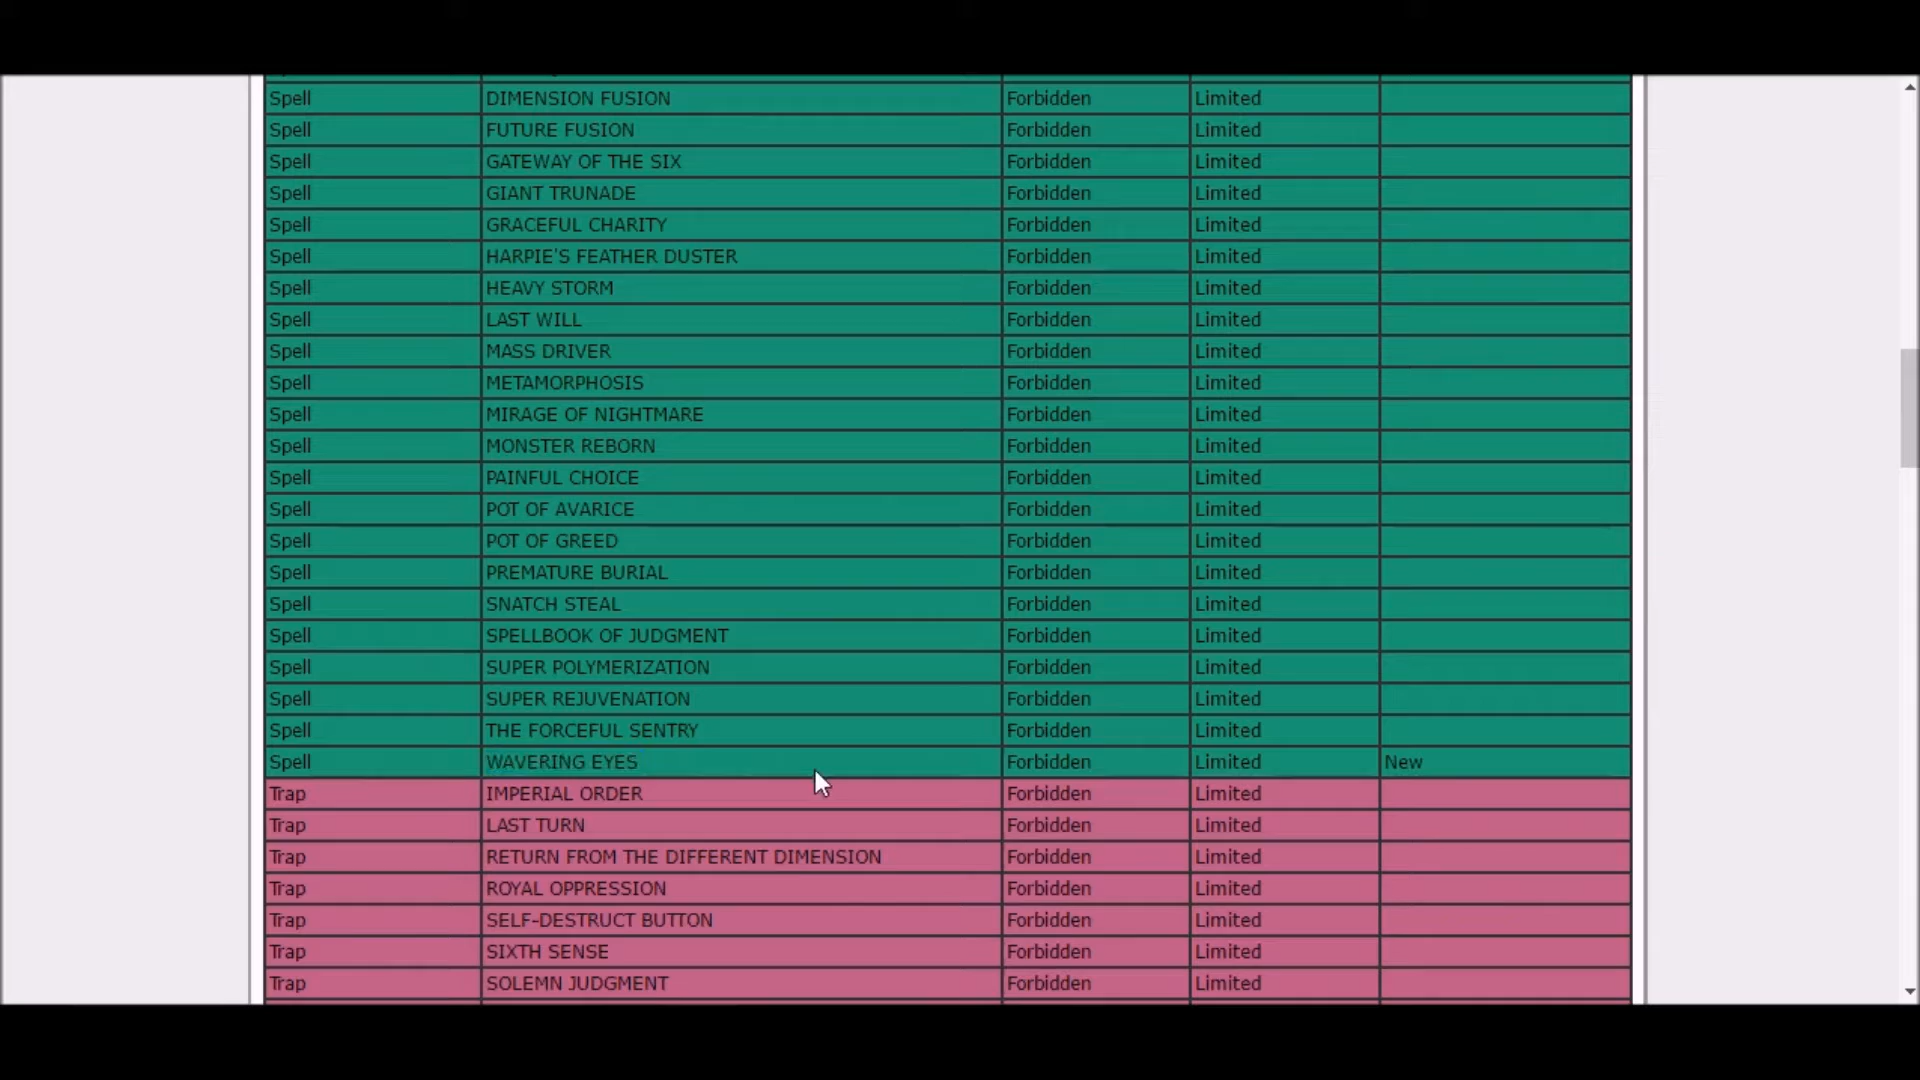 Spell DIMENSION FUSION Forbidden Limited
Spell FUTURE FUSION Forbidden Limited
Spell GATEWAY OF THE SIX Forbidden Limited
Spell GIANT TRUNADE Forbidden Limited
Spell GRACEFUL CHARITY Forbidden Limited
Spell HARPIE'S FEATHER DUSTER Forbidden Limited
Spell HEAVY STORM Forbidden Limited
Spell LAST WILL Forbidden Limited
Spell MASS DRIVER Forbidden Limited
Spell METAMORPHOSIS Forbidden Limited
Spell MIRAGE OF NIGHTMARE Forbidden Limited
Spell MONSTER REBORN Forbidden Limited
Spell PAINFUL CHOICE Forbidden Limited
Spell POT OF AVARICE Forbidden Limited
Spell POT OF GREED Forbidden Limited
Spell PREMATURE BURIAL Forbidden Limited
Spell SNATCH STEAL Forbidden Limited
Spell SPELLBOOK OF JUDGMENT Forbidden Limited
Spell SUPER POLYMERIZATION Forbidden Limited
Spell SUPER REJUVENATION Forbidden Limited
Spell THE FORCEFUL SENTRY Forbidden Limited
Spell WAVERING EYES Forbidden Limited New
Trap IMPERIAL ORDER Forbidden Limited
Trap LAST TURN Forbidden Limited
Trap RETURN FROM THE DIFFERENT DIMENSION Forbidden Limited
Trap ROYAL OPPRESSION Forbidden Limited
Trap SELF-DESTRUCT BUTTON Forbidden Limited
Trap SIXTH SENSE Forbidden Limited
Trap SOLEMN JUDGMENT Forbidden Limited